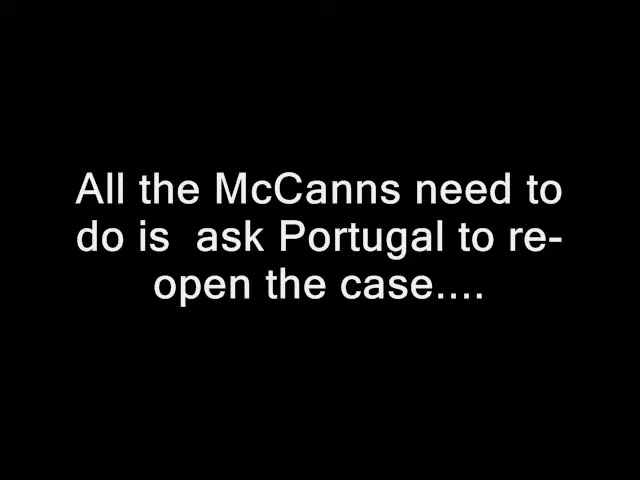 All the McCanns need to
do is  ask Portugal to re-
open the case....